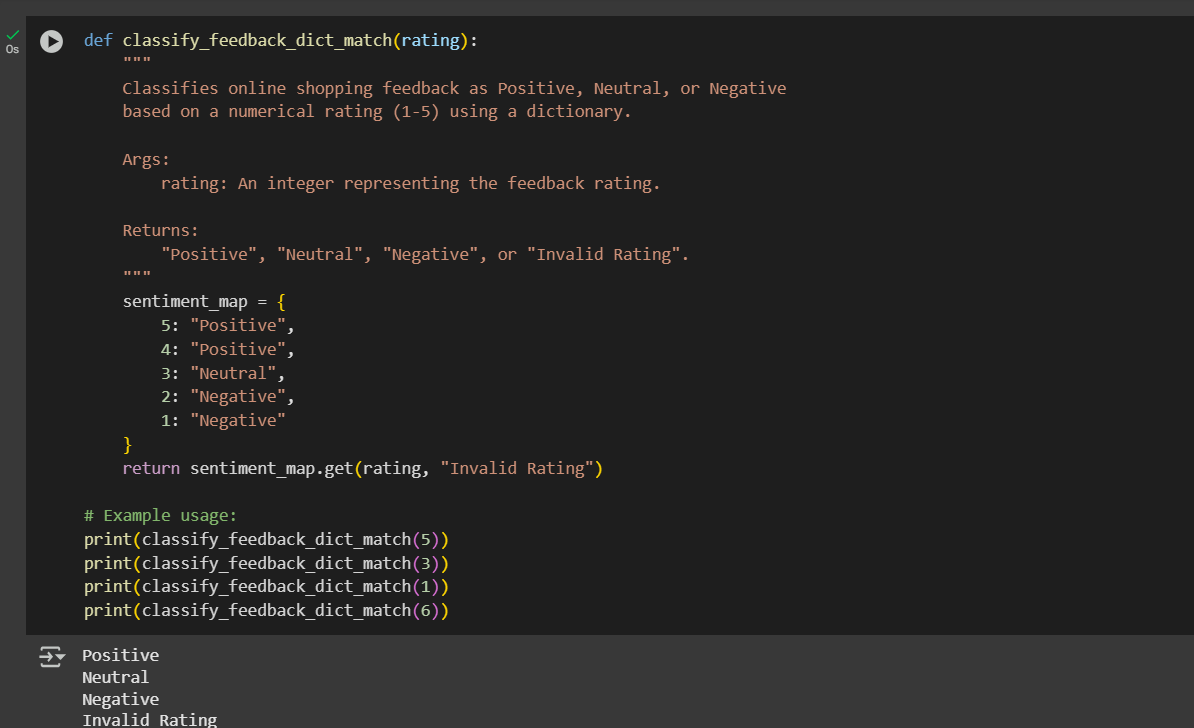 0s
def classify_feedback_dict_match(rating):
    """
    Classifies online shopping feedback as Positive, Neutral, or Negative
    based on a numerical rating (1-5) using a dictionary.

    Args:
        rating: An integer representing the feedback rating.

    Returns:
        "Positive", "Neutral", "Negative", or "Invalid Rating".
    """
    sentiment_map = {
        5: "Positive",
        4: "Positive",
        3: "Neutral",
        2: "Negative",
        1: "Negative"
    }
    return sentiment_map.get(rating, "Invalid Rating")

# Example usage:
print(classify_feedback_dict_match(5))
print(classify_feedback_dict_match(3))
print(classify_feedback_dict_match(1))
print(classify_feedback_dict_match(6))
Positive
Neutral
Negative
Invalid Rating